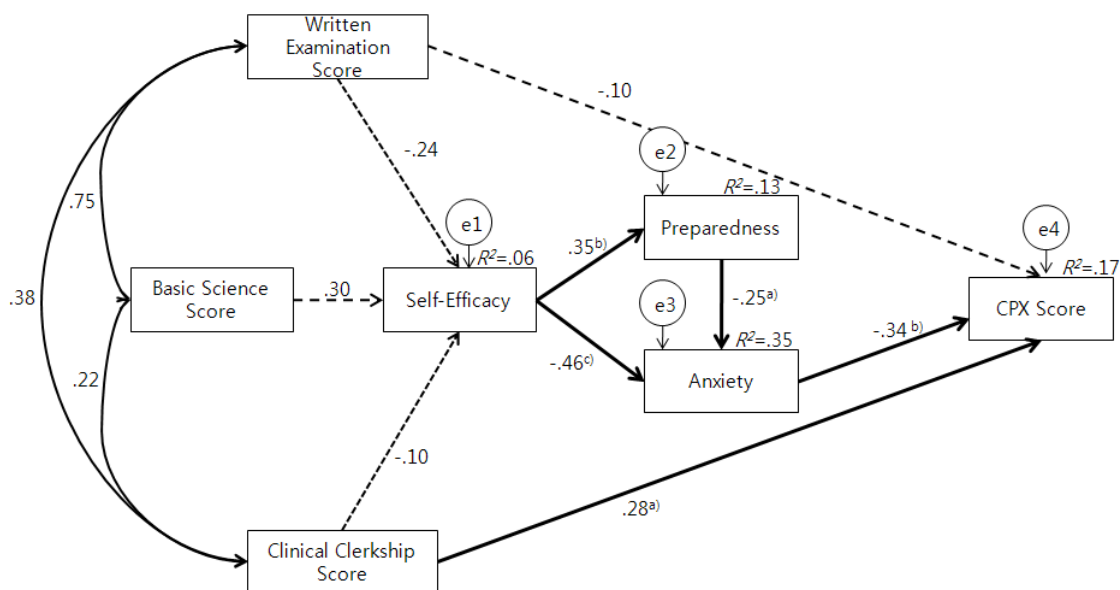 Written
Examination
Score
-.10
-.24
e2
R²=.13
.75
e1
Preparedness
e4
.35b)
R²=.06
R²=.17
Basic Science
Score
.30
Self-Efficacy
-.25a)
CPX Score
.38
e3
R²=.35
-.34 b)
-.46c)
.22
Anxiety
-.10
.28a)
Clinical Clerkship
Score